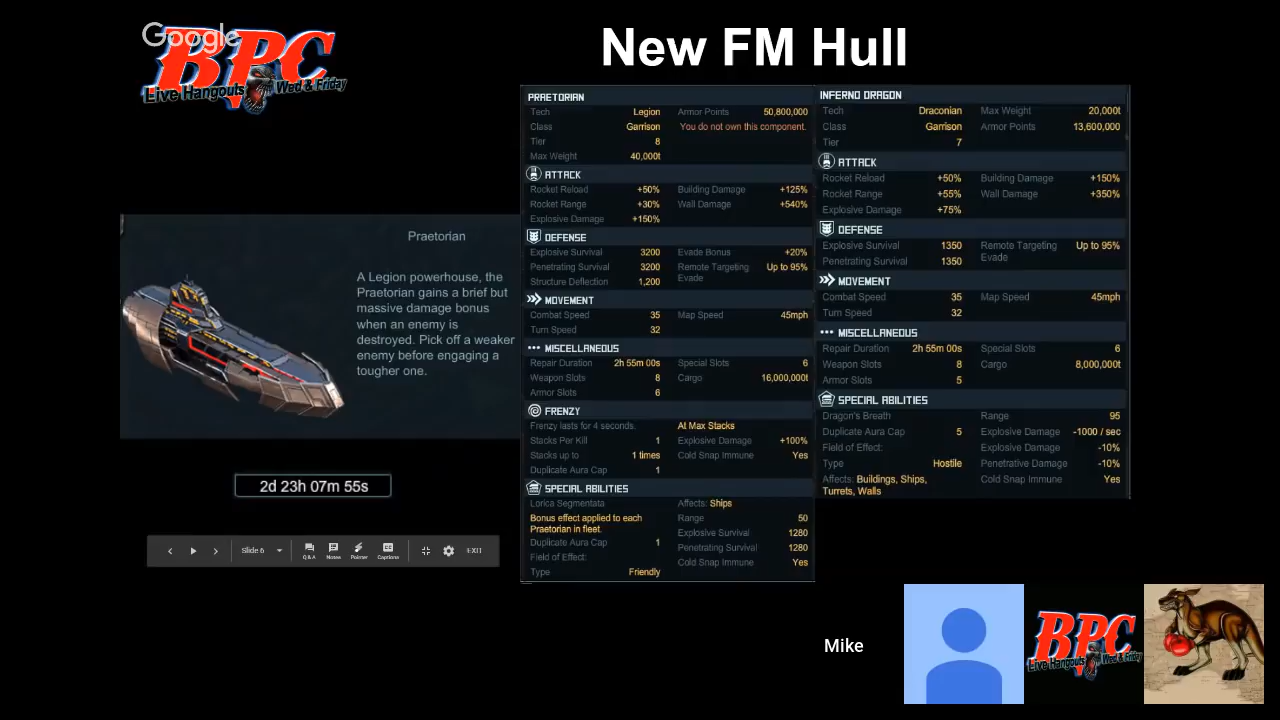 Google
BPC
Live Hangouts Wed & Friday
New FM Hull
Praetorian
A Legion powerhouse, the
Praetorian gains a brief but
massive damage bonus
when an enemy is
destroyed. Pick off a weaker
enemy before engaging a
tougher one.
2d 23h 07m 55s
Slide 6
Q&A Notes Pointer Captions
EXIT
PRAETORIAN
Tech Legion Armor Points 50,800,000
Class Garrison You do not own this component.
Tier 8
Max Weight 40,000t
ATTACK
Rocket Reload +50% Building Damage +125%
Rocket Range +30% Wall Damage +540%
Explosive Damage +150%
DEFENSE
Explosive Survival 3200 Evade Bonus +20%
Penetrating Survival 3200 Remote Targeting Up to 95%
Structure Deflection 1,200 Evade
MOVEMENT
Combat Speed 35 Map Speed 45mph
Turn Speed 32
MISCELLANEOUS
Repair Duration 2h 55m 00s Special Slots 6
Weapon Slots 8 Cargo 16,000,000t
Armor Slots 6
FRENZY
Frenzy lasts for 4 seconds. At Max Stacks
Stacks Per Kill 1 Explosive Damage +100%
Stacks up to 1 times Cold Snap Immune Yes
Duplicate Aura Cap 1
SPECIAL ABILITIES
Lorica Segmentata Affects: Ships
Bonus effect applied to each Range 50
Praetorian in fleet. Explosive Survival 1280
Duplicate Aura Cap 1 Penetrating Survival 1280
Field of Effect: Cold Snap Immune Yes
Type Friendly
INFERNO DRAGON
Tech Draconian Max Weight 20,000t
Class Garrison Armor Points 13,600,000
Tier 7
ATTACK
Rocket Reload +50% Building Damage +150%
Rocket Range +55% Wall Damage +350%
Explosive Damage +75%
DEFENSE
Explosive Survival 1350 Remote Targeting Up to 95%
Penetrating Survival 1350 Evade
MOVEMENT
Combat Speed 35 Map Speed 45mph
Turn Speed 32
MISCELLANEOUS
Repair Duration 2h 55m 00s Special Slots 6
Weapon Slots 8 Cargo 8,000,000t
Armor Slots 5
SPECIAL ABILITIES
Dragon's Breath Range 95
Duplicate Aura Cap 5 Explosive Damage -1000 / sec
Field of Effect: Explosive Damage -10%
Type Hostile Penetrative Damage -10%
Affects: Buildings, Ships, Cold Snap Immune Yes
Turrets, Walls
Mike
BPC
Live Hangouts Wed & Friday